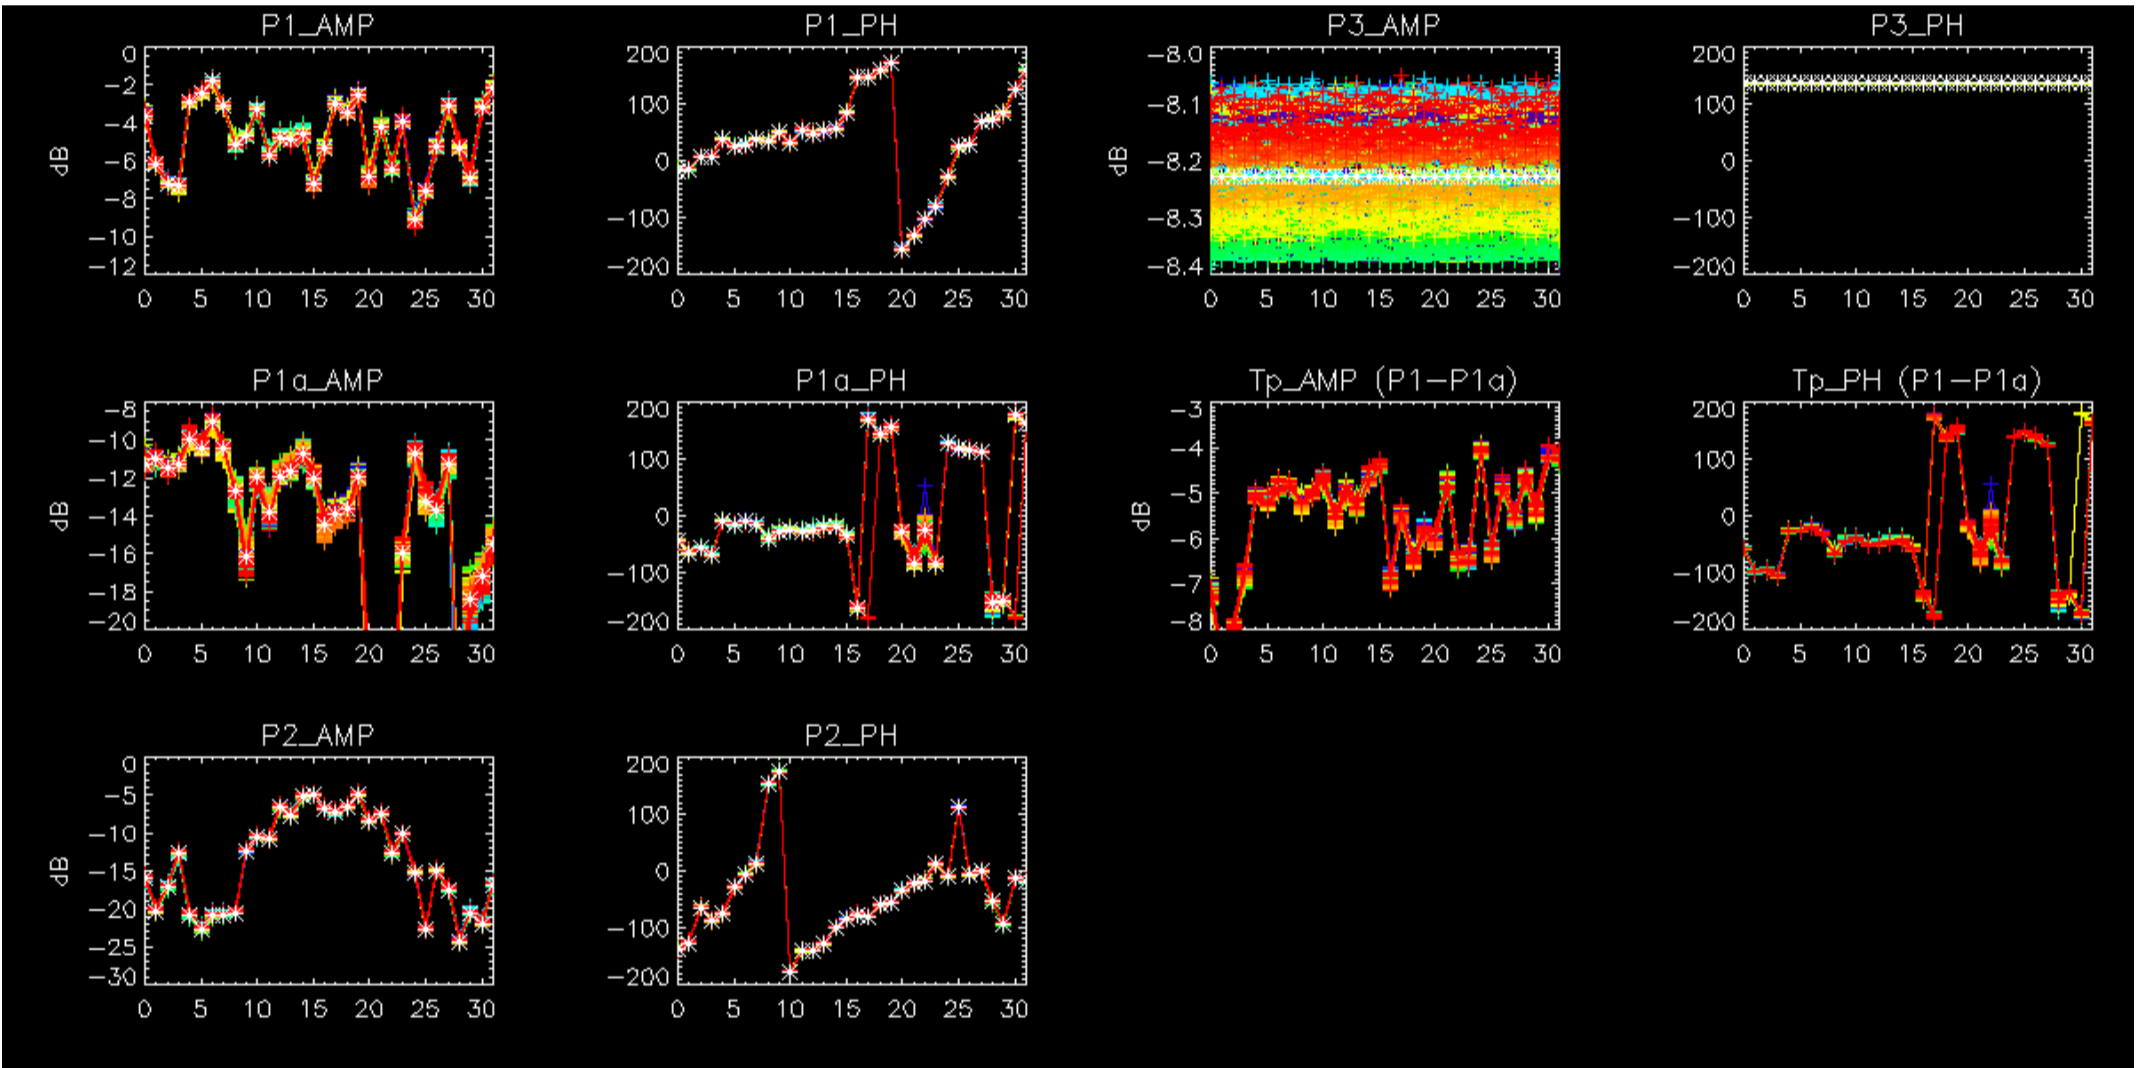 P1_AMP
0
−2
−4
−6
−8
−10
−12
dB
0 5 10 15 20 25 30
P1_PH
200
100
0
−100
−200
0 5 10 15 20 25 30
P3_AMP
−8.0
−8.1
−8.2
−8.3
−8.4
dB
0 5 10 15 20 25 30
P3_PH
200
100
0
−100
−200
0 5 10 15 20 25 30
P1a_AMP
−8
−10
−12
−14
−16
−18
−20
dB
0 5 10 15 20 25 30
P1a_PH
200
100
0
−100
−200
0 5 10 15 20 25 30
Tp_AMP (P1−P1a)
−3
−4
−5
−6
−7
−8
dB
0 5 10 15 20 25 30
Tp_PH (P1−P1a)
200
100
0
−100
−200
0 5 10 15 20 25 30
P2_AMP
0
−5
−10
−15
−20
−25
−30
dB
0 5 10 15 20 25 30
P2_PH
200
100
0
−100
−200
0 5 10 15 20 25 30